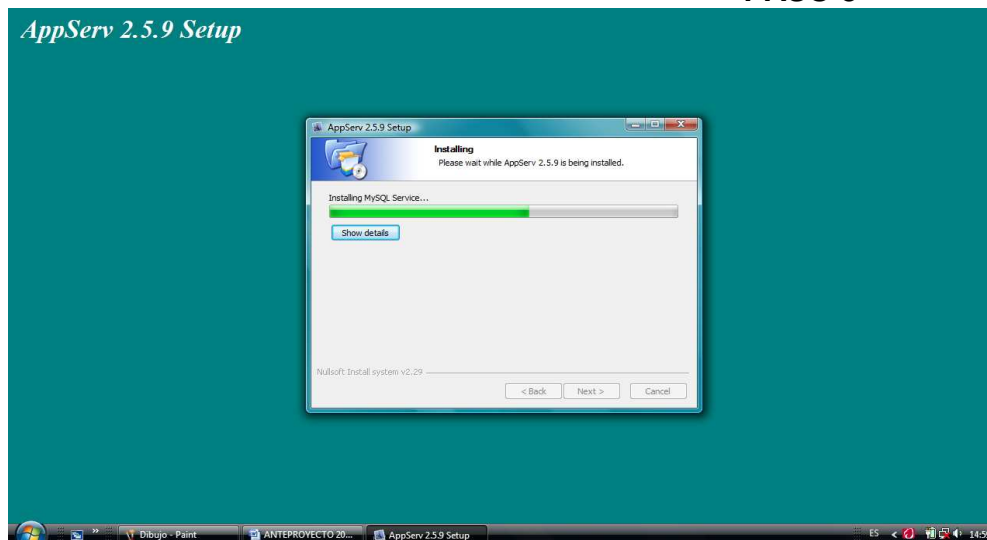 AppServ 2.5.9 Setup
AppServ 2.5.9 Setup
Installing
Please wait while AppServ 2.5.9 is being installed.
Installing MySQL Service...
Show details
Nullsoft Install system v2.29
< Back Next > Cancel
Dibujo - Paint ANTEPROYECTO 20... AppServ 2.5.9 Setup ES